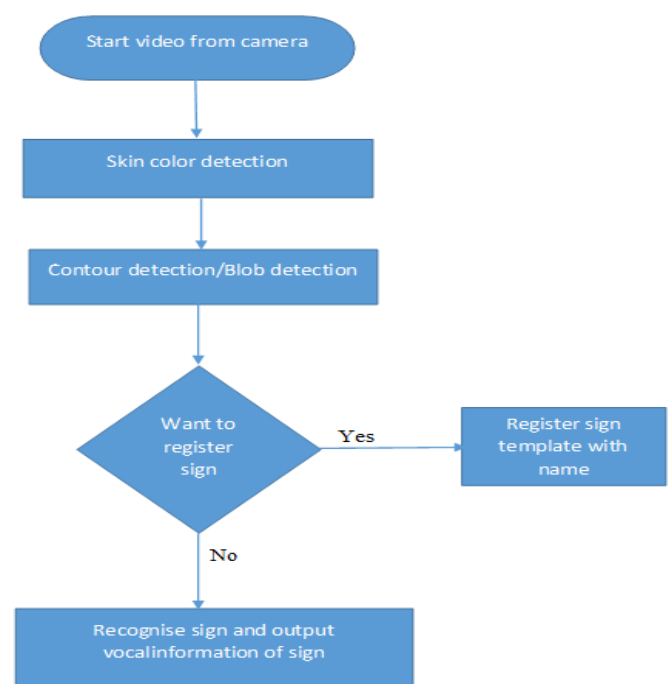 Start video from camera
Skin color detection
Contour detection/Blob detection
Want to
register
sign
Yes
Register sign
template with
name
No
Recognise sign and output
vocalinformation of sign